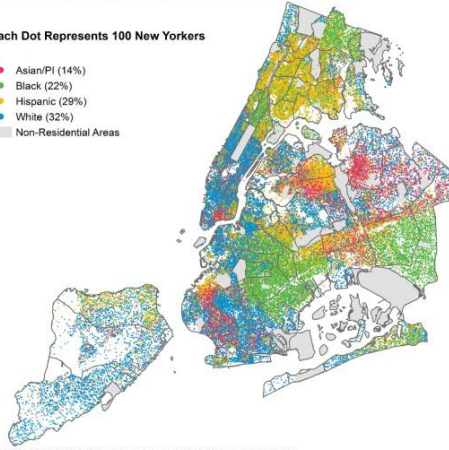 ach Dot Represents 100 New Yorkers
Asian/PI (14%)
Black (22%)
Hispanic (29%)
White (32%)
Non-Residential Areas